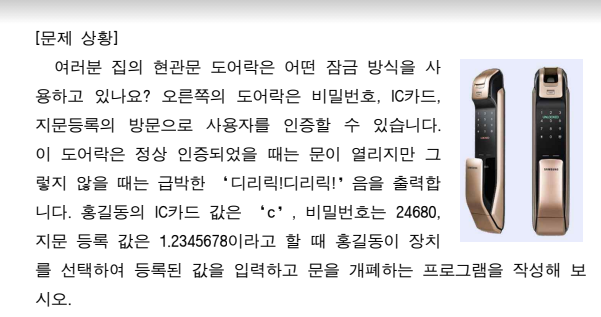 [문제 상황]
여러분 집의 현관문 도어락은 어떤 잠금 방식을 사
용하고 있나요? 오른쪽의 도어락은 비밀번호, IC카드,
지문등록의 방문으로 사용자를 인증할 수 있습니다.
이 도어락은 정상 인증되었을 때는 문이 열리지만 그
렇지 않을 때는 급박한 ‘디리릭!디리릭!’ 음을 출력합
니다. 홍길동의 IC카드 값은 ‘c’, 비밀번호는 24680,
지문 등록 값은 1.2345678이라고 할 때 홍길동이 장치
를 선택하여 등록된 값을 입력하고 문을 개폐하는 프로그램을 작성해 보
시오.